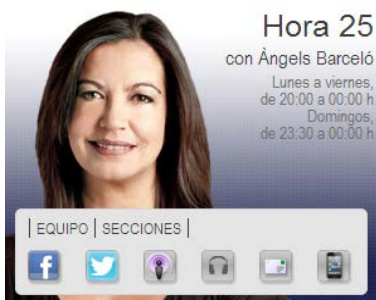 Hora 25
con Àngels Barceló
Lunes a viernes,
de 20:00 a 00:00 h
Domingos,
de 23:30 a 00:00 h
| EQUIPO | SECCIONES |